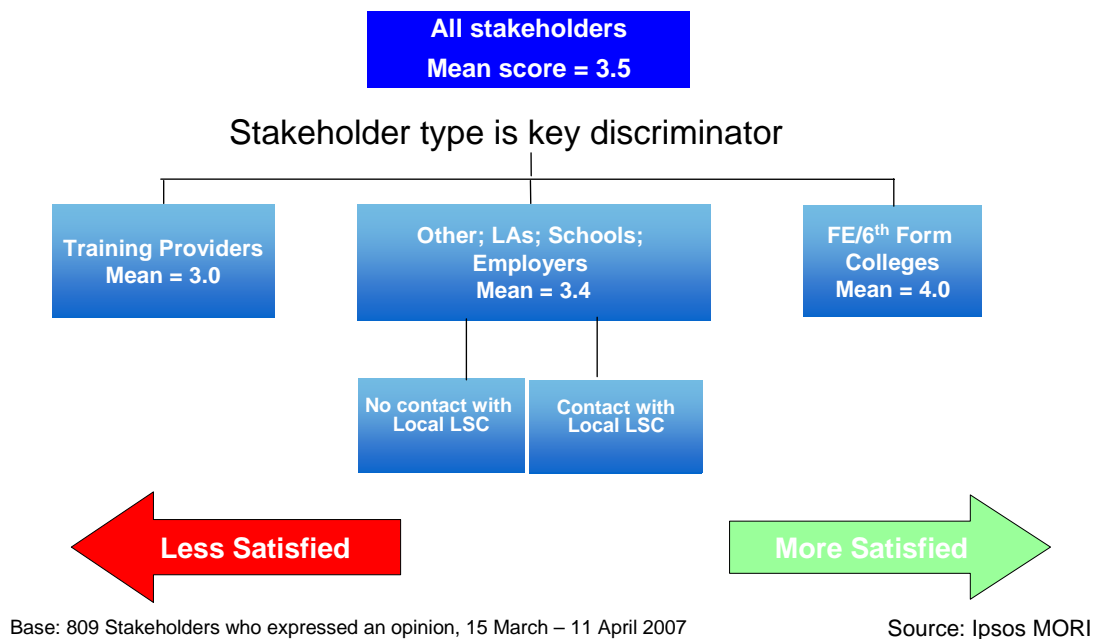 All stakeholders
Mean score = 3.5
Stakeholder type is key discriminator
Training Providers
Mean = 3.0
Other; LAs; Schools;
Employers
Mean = 3.4
FE/6th Form
Colleges
Mean = 4.0
No contact with
Local LSC
Contact with
Local LSC
Less Satisfied
More Satisfied
Base: 809 Stakeholders who expressed an opinion, 15 March – 11 April 2007
Source: Ipsos MORI